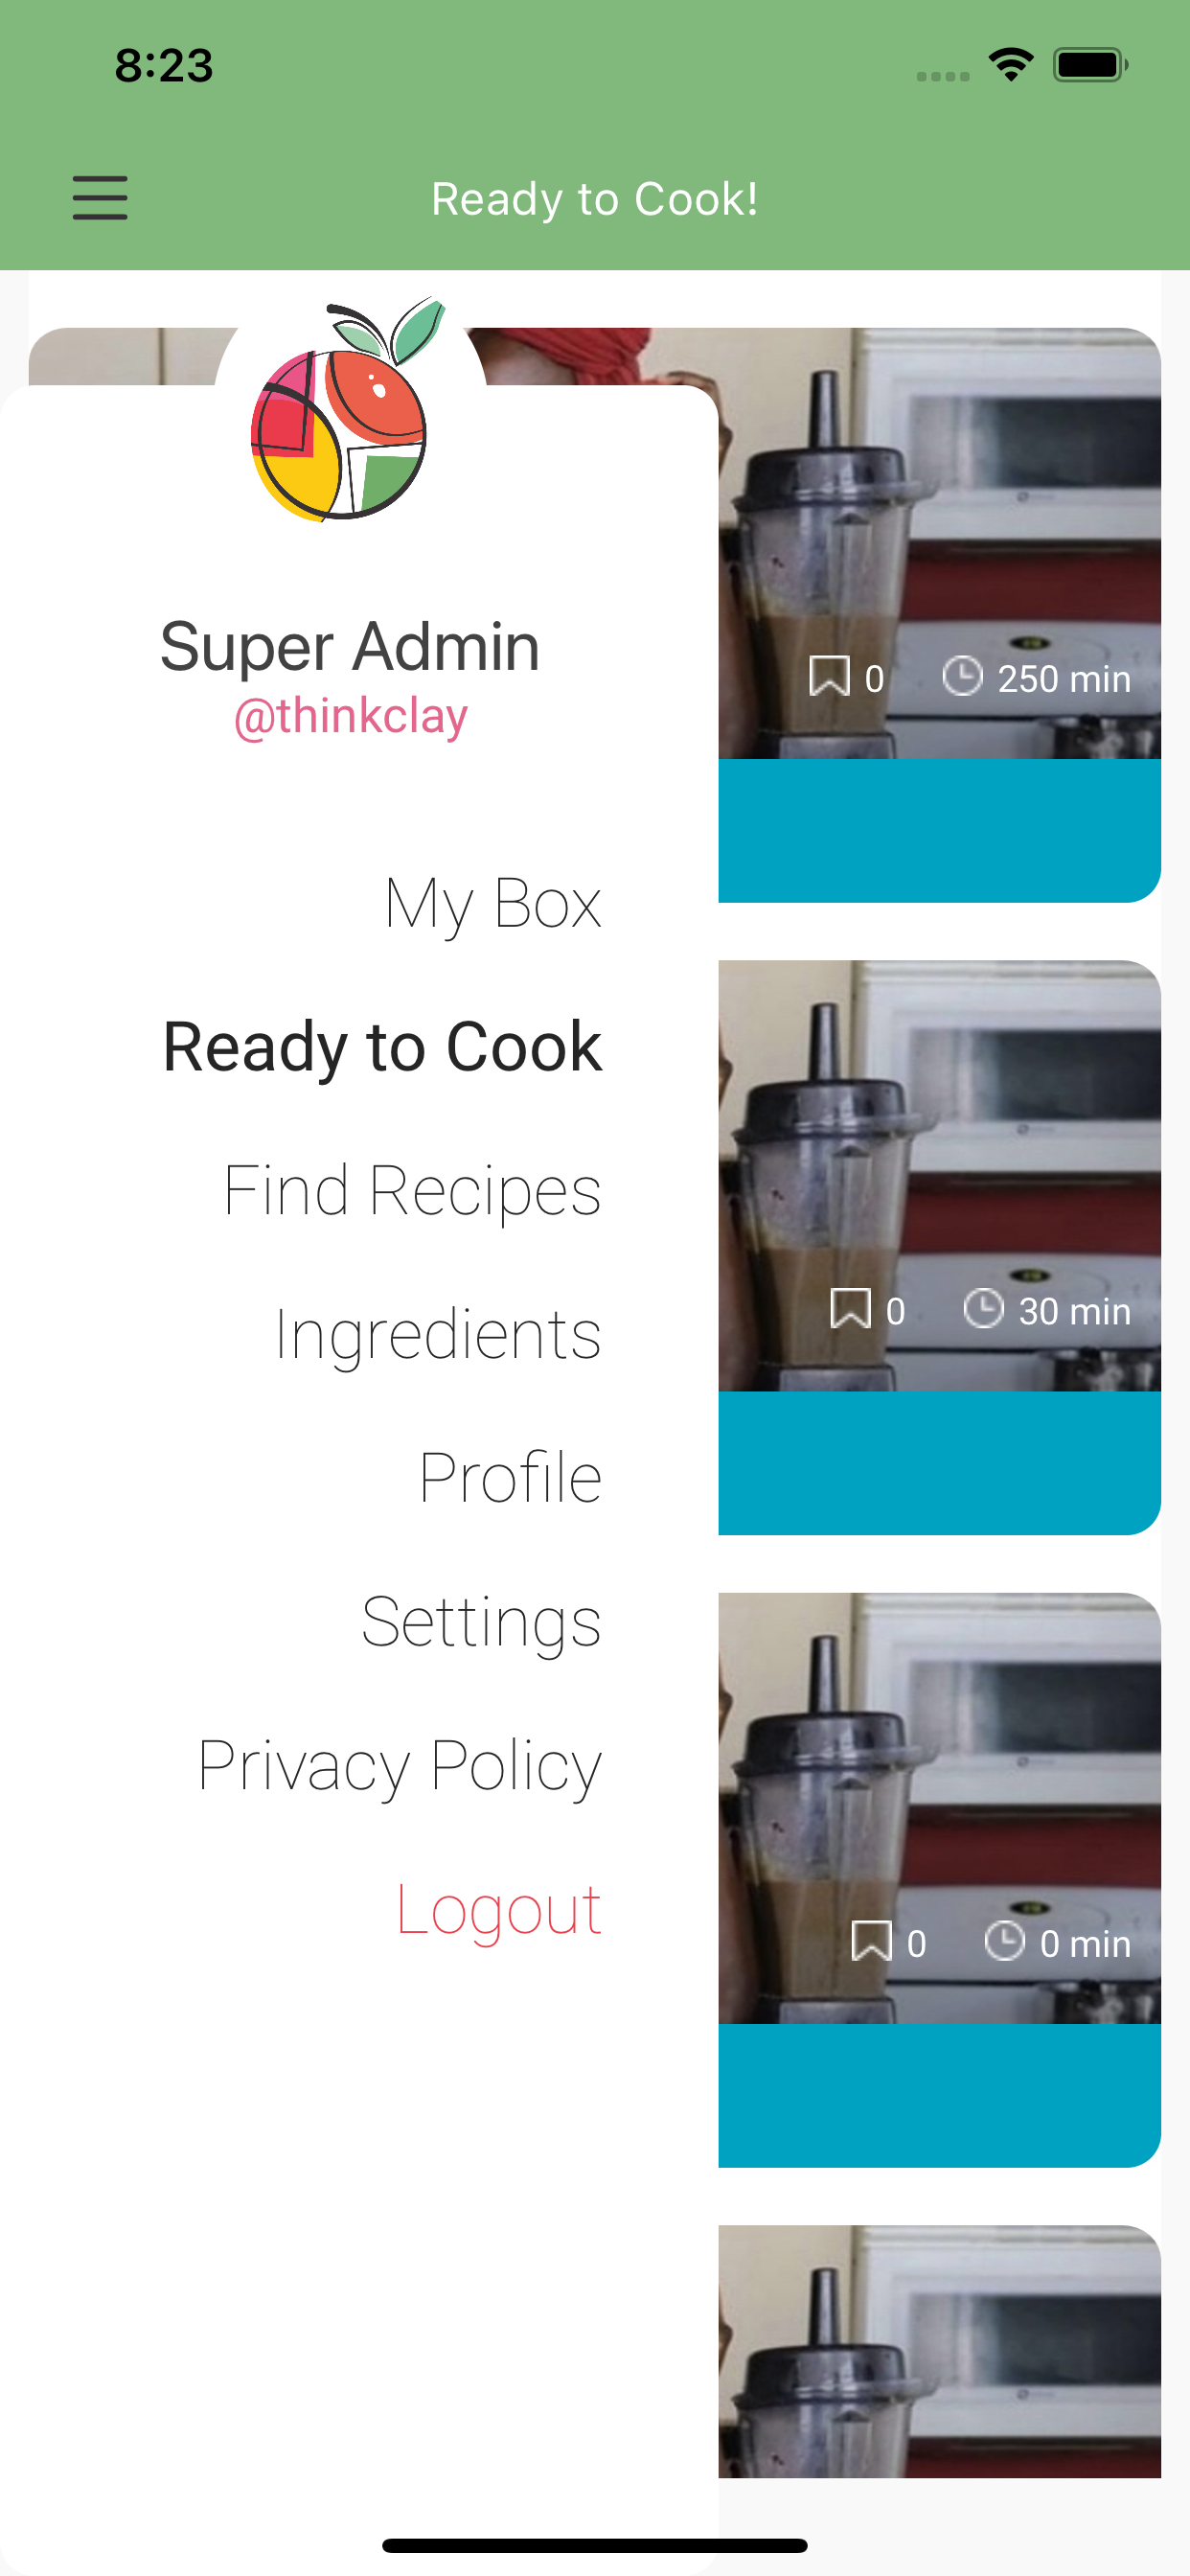 8:23
Ready to Cook!
Super Admin
@thinkclay
0 250 min
My Box
Ready to Cook
Find Recipes
0 30 min
Ingredients
Profile
Settings
Privacy Policy
Logout
0 0 min